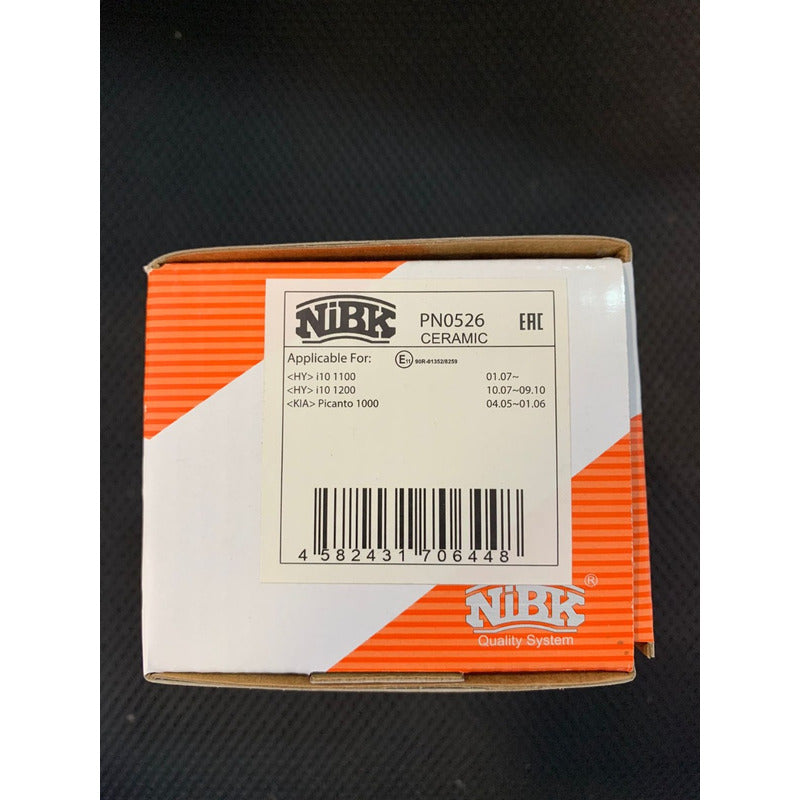 NiBK PN0526 EAC
CERAMIC
Applicable For: E11 90R-01352/8259
<HY> i10 1100 01.07~
<HY> i10 1200 10.07~09.10
<KIA> Picanto 1000 04.05~01.06
4 582431 706448
NiBK®
Quality System